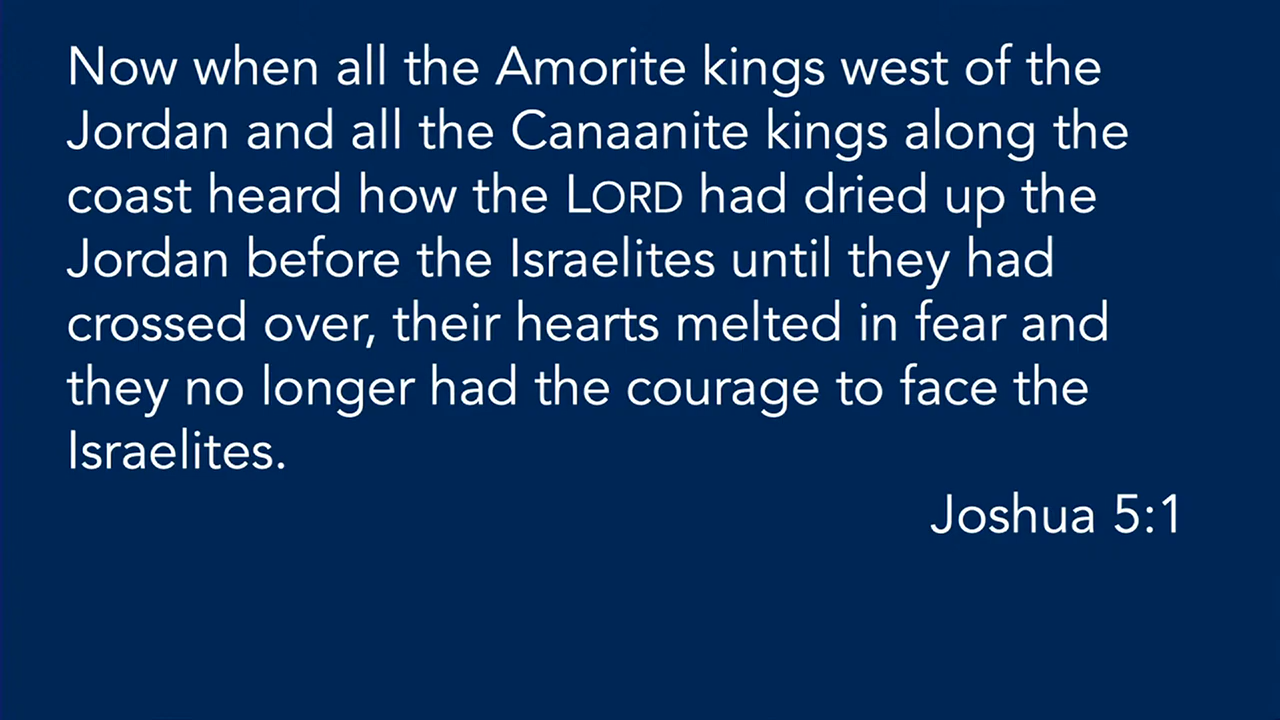 Now when all the Amorite kings west of the
Jordan and all the Canaanite kings along the
coast heard how the LORD had dried up the
Jordan before the Israelites until they had
crossed over, their hearts melted in fear and
they no longer had the courage to face the
Israelites.
Joshua 5:1